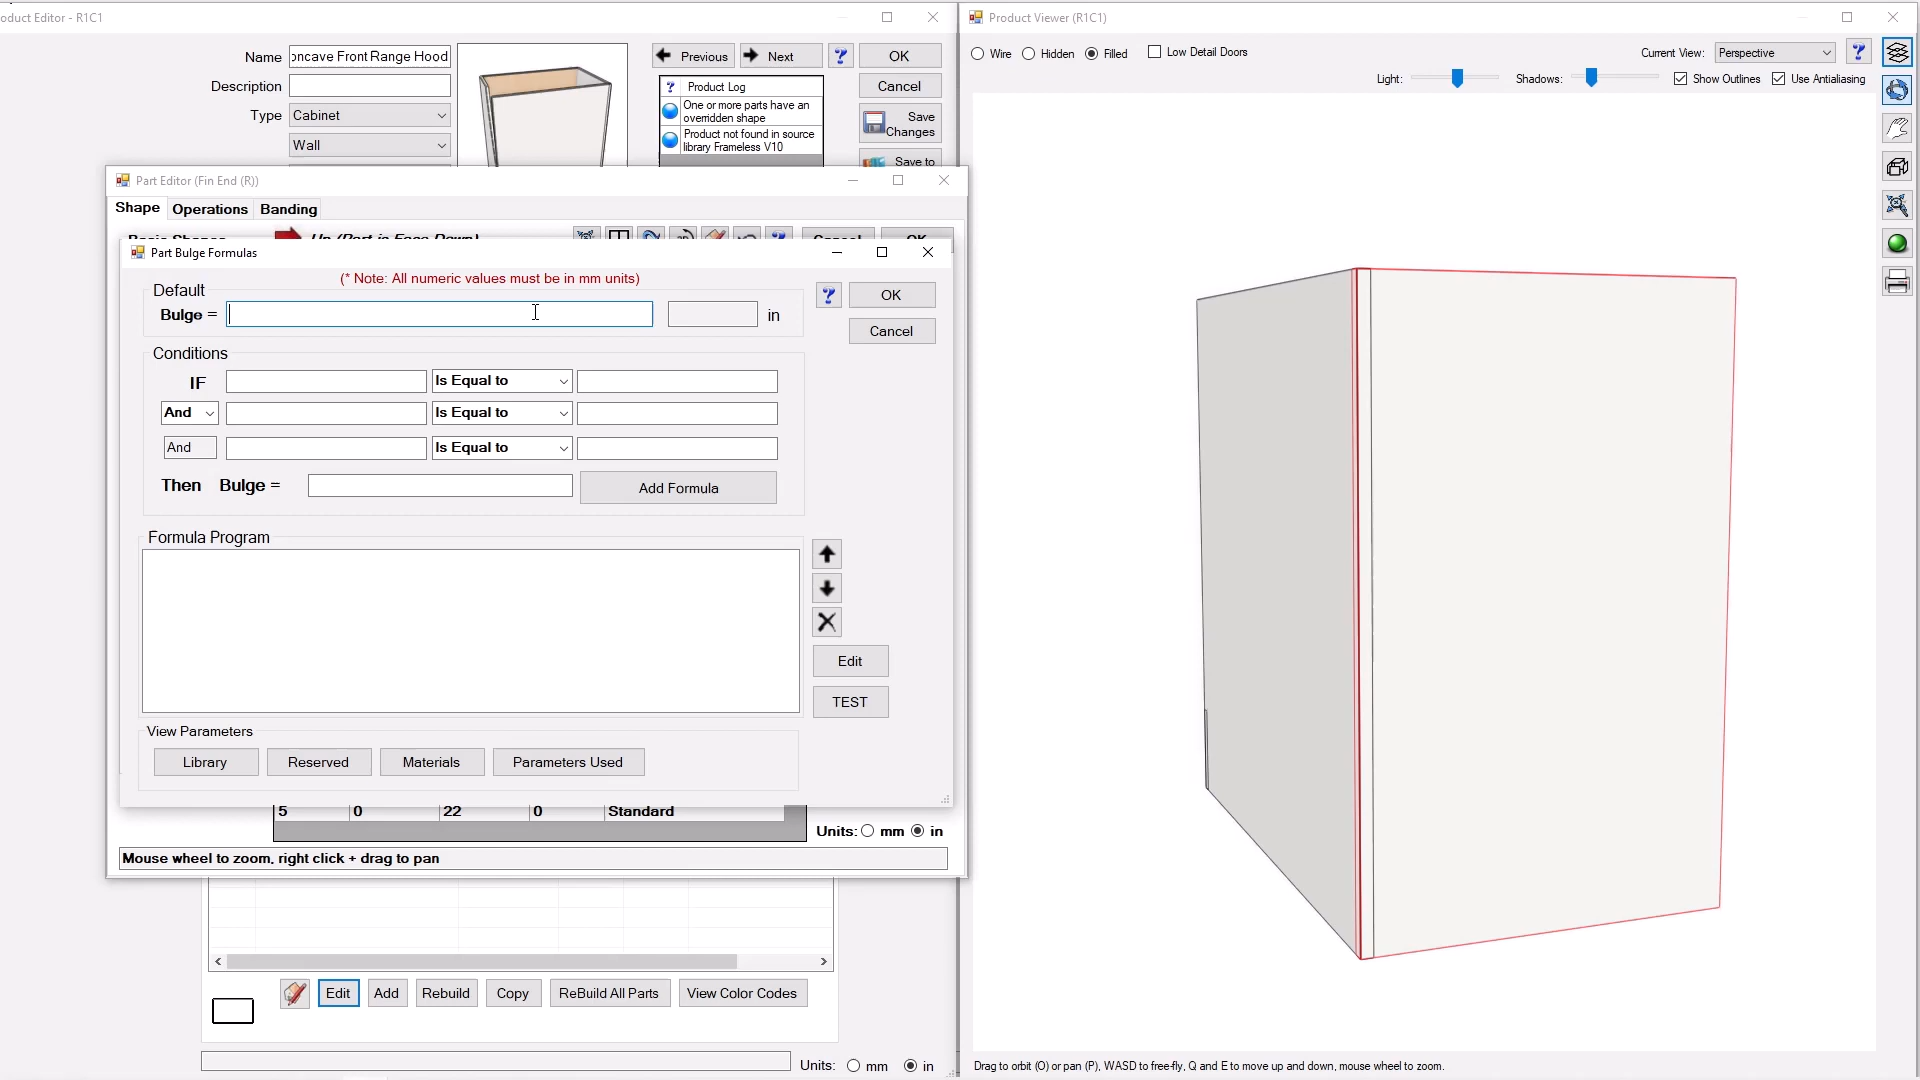 oduct Editor - R1C1
Name
oncave Front Range Hood
Description
Type
Cabinet
Wall
Previous
Next
?
OK
Cancel
Save Changes
Save to
? Product Log
One or more parts have an
overridden shape
Product not found in source
library Frameless V10
Part Editor (Fin End (R))
Shape
Operations
Banding
Part Bulge Formulas
(* Note: All numeric values must be in mm units)
Default
Bulge =
in
?
OK
Cancel
Conditions
IF
Is Equal to
And
Is Equal to
And
Is Equal to
Then Bulge =
Add Formula
Formula Program
Edit
TEST
View Parameters
Library
Reserved
Materials
Parameters Used
5 0 22 0 Standard
Units: mm in
Mouse wheel to zoom, right click + drag to pan
Edit
Add
Rebuild
Copy
ReBuild All Parts
View Color Codes
Units: mm in
Product Viewer (R1C1)
Wire
Hidden
Filled
Low Detail Doors
Current View:
Perspective
?
Light:
Shadows:
Show Outlines
Use Antialiasing
Drag to orbit (O) or pan (P), WASD to free-fly, Q and E to move up and down, mouse wheel to zoom.